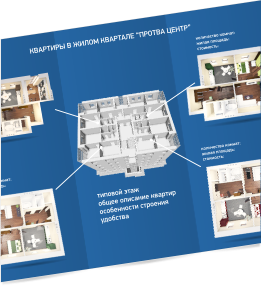 КВАРТИРЫ В ЖИЛОМ КВАРТАЛЕ "ПРОТВА ЦЕНТР"
количество комнат:
жилая площадь:
стоимость:
количество комнат:
жилая площадь:
стоимость:
типовой этаж
общее описание квартир
особенности строения
удобства